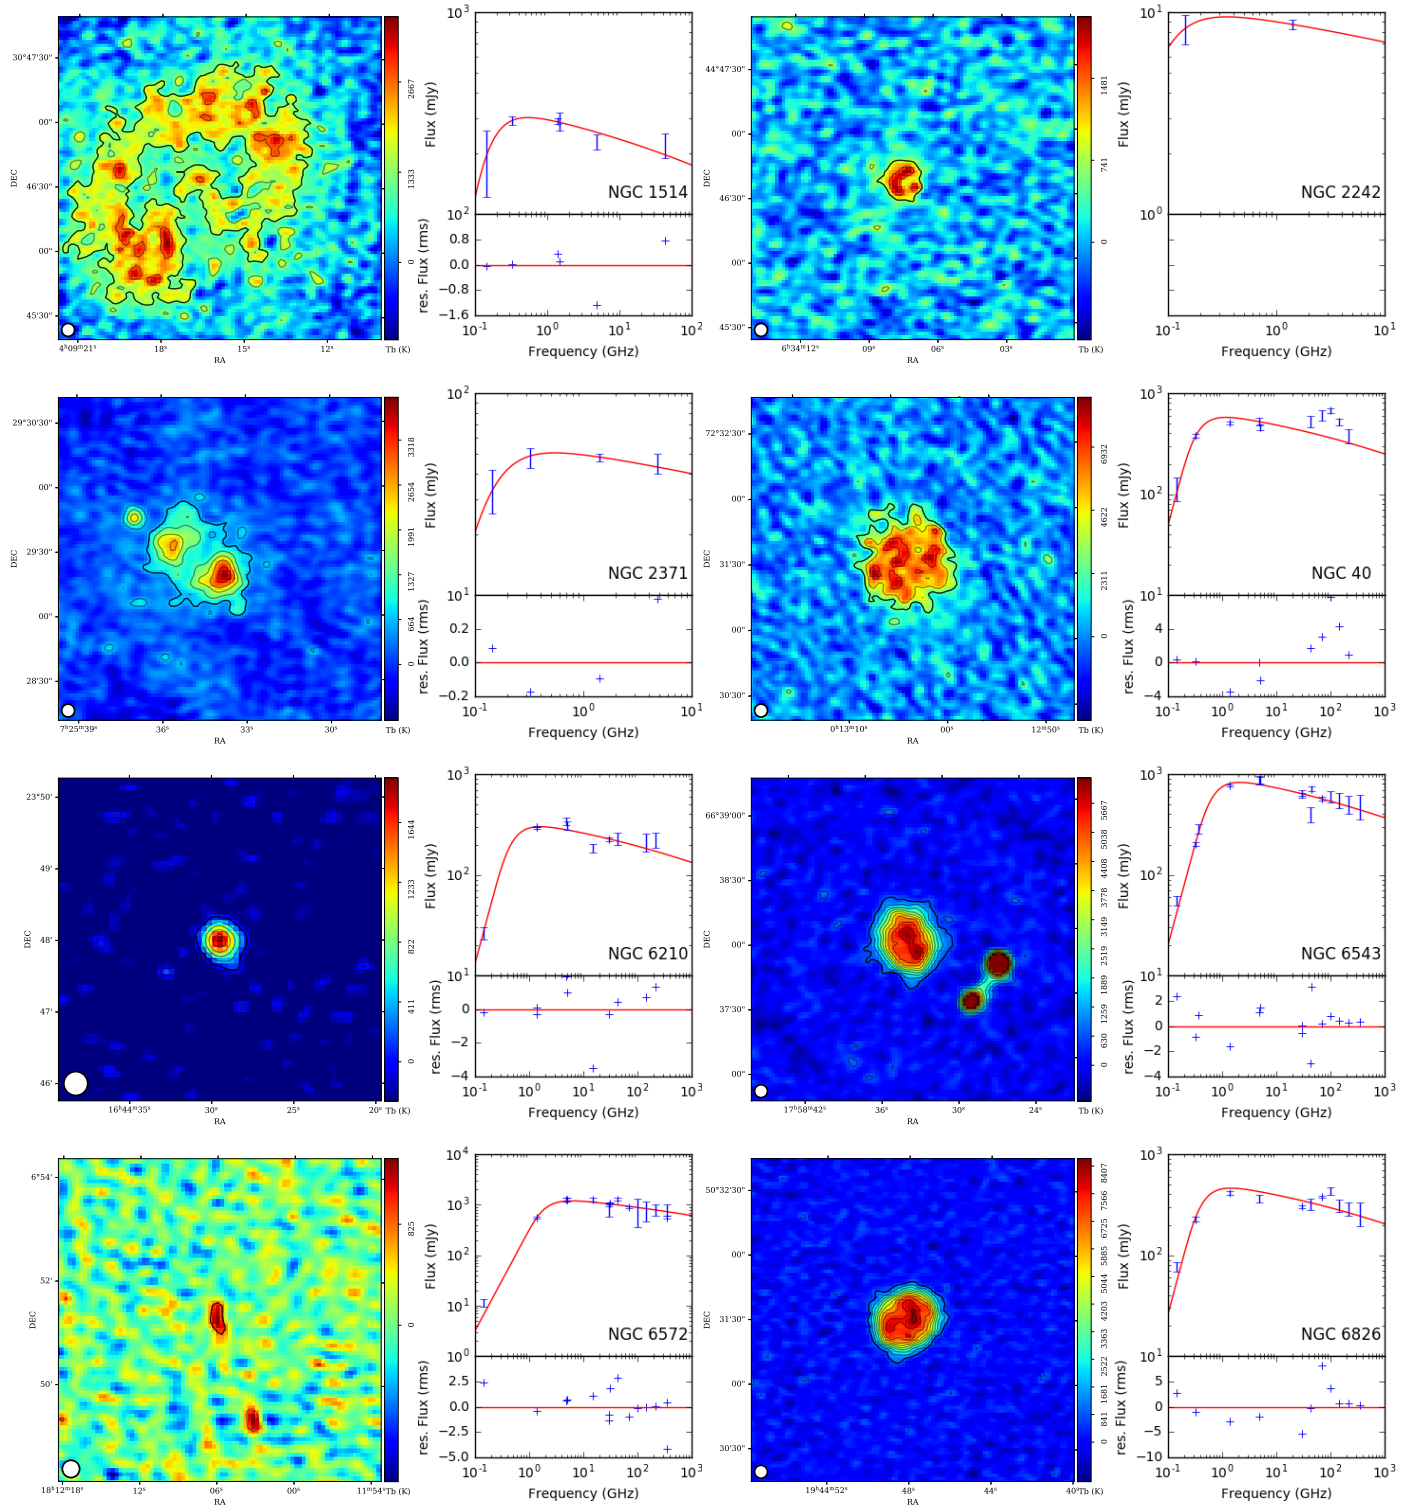 NGC 1514
30°47'30"
00"
46'30"
00"
45'30"
DEC
4ʰ09ᵐ21ˢ 18ˢ 15ˢ 12ˢ Tb (K)
RA
2667
1333
0
Flux (mJy)
10³
10²
res. Flux (rms)
0.8
0.0
−0.8
−1.6
10⁻¹ 10⁰ 10¹ 10²
Frequency (GHz)
NGC 2242
44°47'30"
00"
46'30"
00"
45'30"
DEC
6ʰ34ᵐ12ˢ 09ˢ 06ˢ 03ˢ Tb (K)
RA
1481
741
0
Flux (mJy)
10¹
10⁰
10⁻¹ 10⁰ 10¹
Frequency (GHz)
NGC 2371
29°30'30"
00"
29'30"
00"
28'30"
DEC
7ʰ25ᵐ39ˢ 36ˢ 33ˢ 30ˢ Tb (K)
RA
3318
2654
1991
1327
664
0
Flux (mJy)
10²
10¹
res. Flux (rms)
0.2
0.0
−0.2
10⁻¹ 10⁰ 10¹
Frequency (GHz)
NGC 40
72°32'30"
00"
31'30"
00"
30'30"
DEC
0ʰ13ᵐ10ˢ 00ˢ 12ᵐ50ˢ Tb (K)
RA
6932
4622
2311
0
Flux (mJy)
10³
10²
10¹
res. Flux (rms)
4
0
−4
10⁻¹ 10⁰ 10¹ 10² 10³
Frequency (GHz)
NGC 6210
23°50'
49'
48'
47'
46'
DEC
16ʰ44ᵐ35ˢ 30ˢ 25ˢ 20ˢ Tb (K)
RA
1644
1233
822
411
0
Flux (mJy)
10³
10²
10¹
res. Flux (rms)
0
−2
−4
10⁻¹ 10⁰ 10¹ 10² 10³
Frequency (GHz)
NGC 6543
66°39'00"
38'30"
00"
37'30"
00"
DEC
17ʰ58ᵐ42ˢ 36ˢ 30ˢ 24ˢ Tb (K)
RA
5667
5038
4408
3778
3149
2519
1889
1259
630
0
Flux (mJy)
10³
10²
10¹
res. Flux (rms)
2
0
−2
−4
10⁻¹ 10⁰ 10¹ 10² 10³
Frequency (GHz)
NGC 6572
6°54'
52'
50'
DEC
18ʰ12ᵐ18ˢ 12ˢ 06ˢ 00ˢ 11ᵐ54ˢ Tb (K)
RA
825
0
Flux (mJy)
10⁴
10³
10²
10¹
10⁰
res. Flux (rms)
2.5
0.0
−2.5
−5.0
10⁻¹ 10⁰ 10¹ 10² 10³
Frequency (GHz)
NGC 6826
50°32'30"
00"
31'30"
00"
30'30"
DEC
19ʰ44ᵐ52ˢ 48ˢ 44ˢ 40ˢ Tb (K)
RA
8407
7566
6725
5885
5044
4203
3363
2522
1681
841
0
Flux (mJy)
10³
10²
10¹
res. Flux (rms)
5
0
−5
−10
10⁻¹ 10⁰ 10¹ 10² 10³
Frequency (GHz)